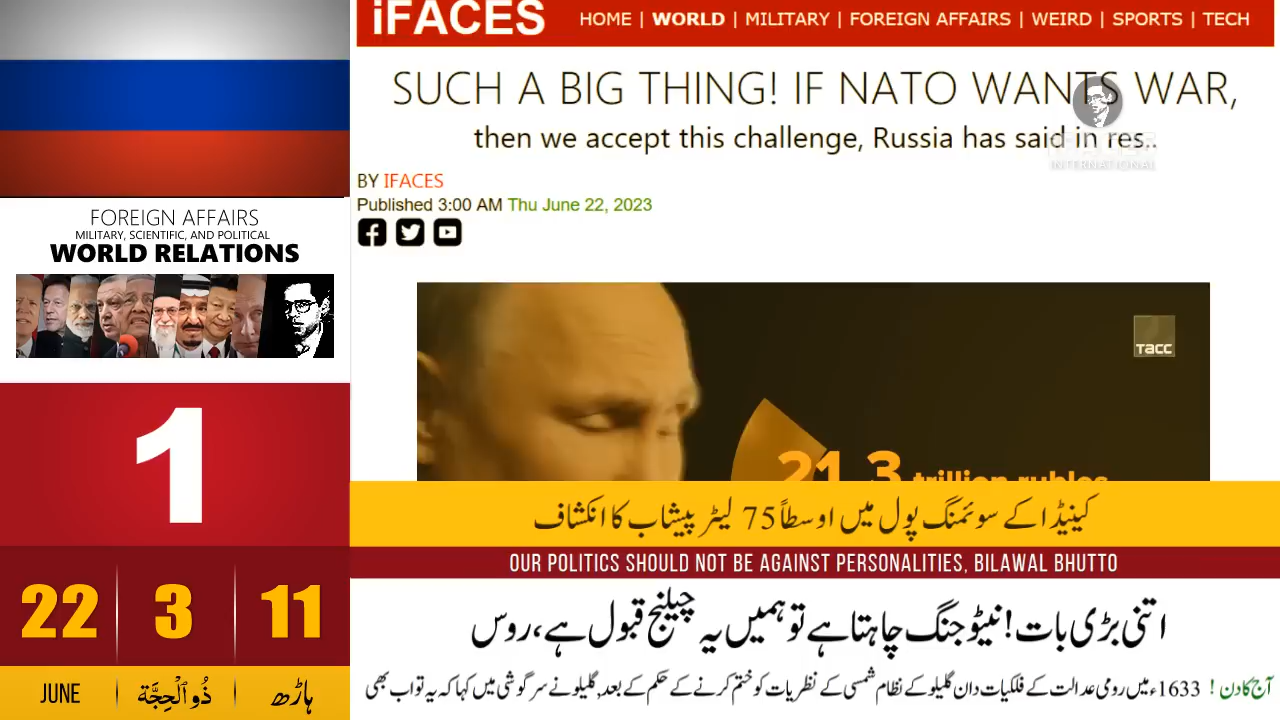 iFACES
HOME | WORLD | MILITARY | FOREIGN AFFAIRS | WEIRD | SPORTS | TECH
SUCH A BIG THING! IF NATO WANTS WAR,
then we accept this challenge, Russia has said in res..
INTERNATIONAL
BY IFACES
Published 3:00 AM Thu June 22, 2023
FOREIGN AFFAIRS
MILITARY, SCIENTIFIC, AND POLITICAL
WORLD RELATIONS
тасс
21.3 trillion rubles
1
کینیڈا کے سوئمنگ پول میں اوسطاً 75 لیٹر پیشاب کا انکشاف
OUR POLITICS SHOULD NOT BE AGAINST PERSONALITIES, BILAWAL BHUTTO
22 3 11
JUNE ذُو ٱلْحِجَّة ہاڑھ
اتنی بڑی بات! نیٹو جنگ چاہتا ہے تو ہمیں یہ چیلنج قبول ہے، روس
آج کا دن ! 1633ء میں رومی عدالت کے فلکیات دان گلیلو کے نظام شمسی کے نظریات کو ختم کرنے کے حکم کے بعد, گلیلو نے سرگوشی میں کہا کہ یہ تو اب بھی